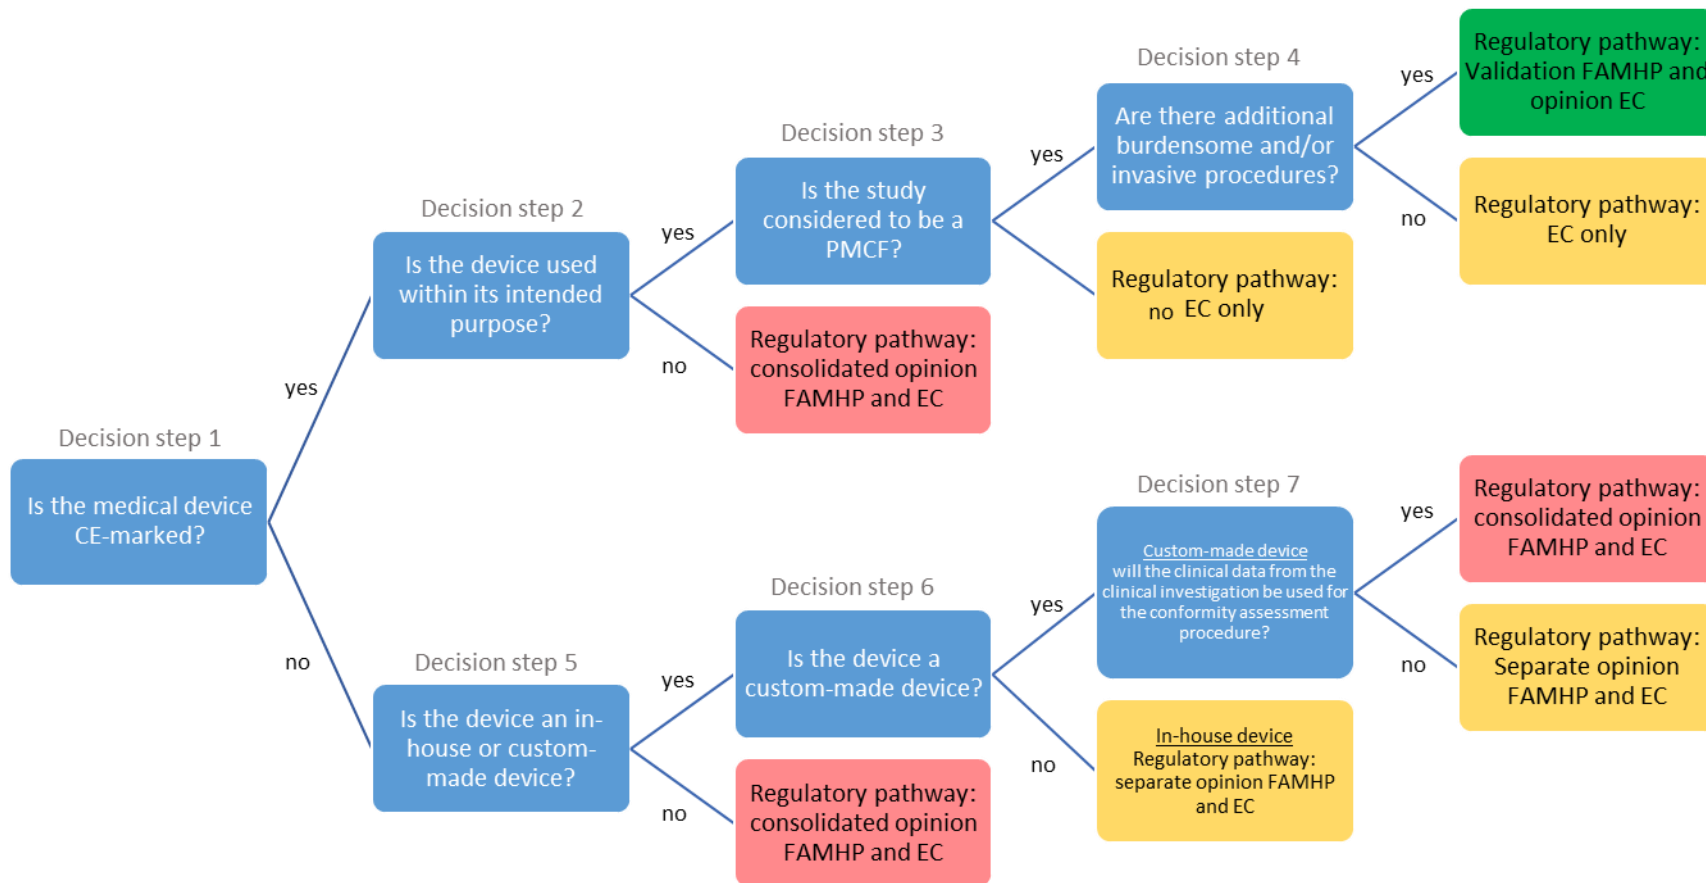 Decision step 1
Is the medical device
CE-marked?
yes
no
Decision step 2
Is the device used
within its intended
purpose?
yes
no
Decision step 3
Is the study
considered to be a
PMCF?
yes
no
Regulatory pathway:
consolidated opinion
FAMHP and EC
Decision step 4
Are there additional
burdensome and/or
invasive procedures?
yes
no
Regulatory pathway:
EC only
Regulatory pathway:
Validation FAMHP and
opinion EC
Regulatory pathway:
EC only
Decision step 5
Is the device an in-
house or custom-
made device?
yes
no
Decision step 6
Is the device a
custom-made device?
yes
no
Regulatory pathway:
consolidated opinion
FAMHP and EC
Decision step 7
Custom-made device
will the clinical data from the
clinical investigation be used for
the conformity assessment
procedure?
yes
no
In-house device
Regulatory pathway:
separate opinion FAMHP
and EC
Regulatory pathway:
consolidated opinion
FAMHP and EC
Regulatory pathway:
Separate opinion
FAMHP and EC